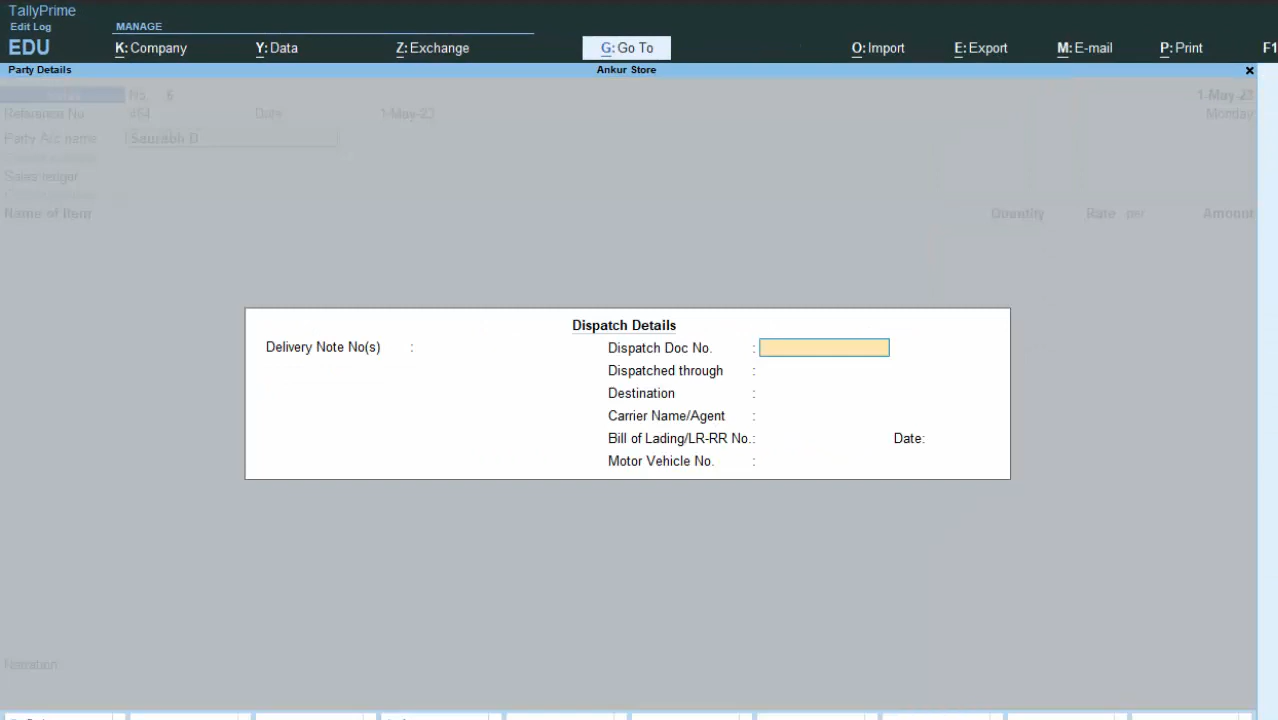 TallyPrime
Edit Log
MANAGE
EDU
K: Company Y: Data Z: Exchange G: Go To O: Import E: Export M: E-mail P: Print F1
Party Details Ankur Store ×
No. 6 1-May-23
Reference No 464 Date 1-May-23 Monday
Party A/c name Saurabh D
Sales ledger
Name of Item Quantity Rate per Amount
Dispatch Details
Delivery Note No(s) : Dispatch Doc No. :
Dispatched through :
Destination :
Carrier Name/Agent :
Bill of Lading/LR-RR No. : Date:
Motor Vehicle No. :
Narration